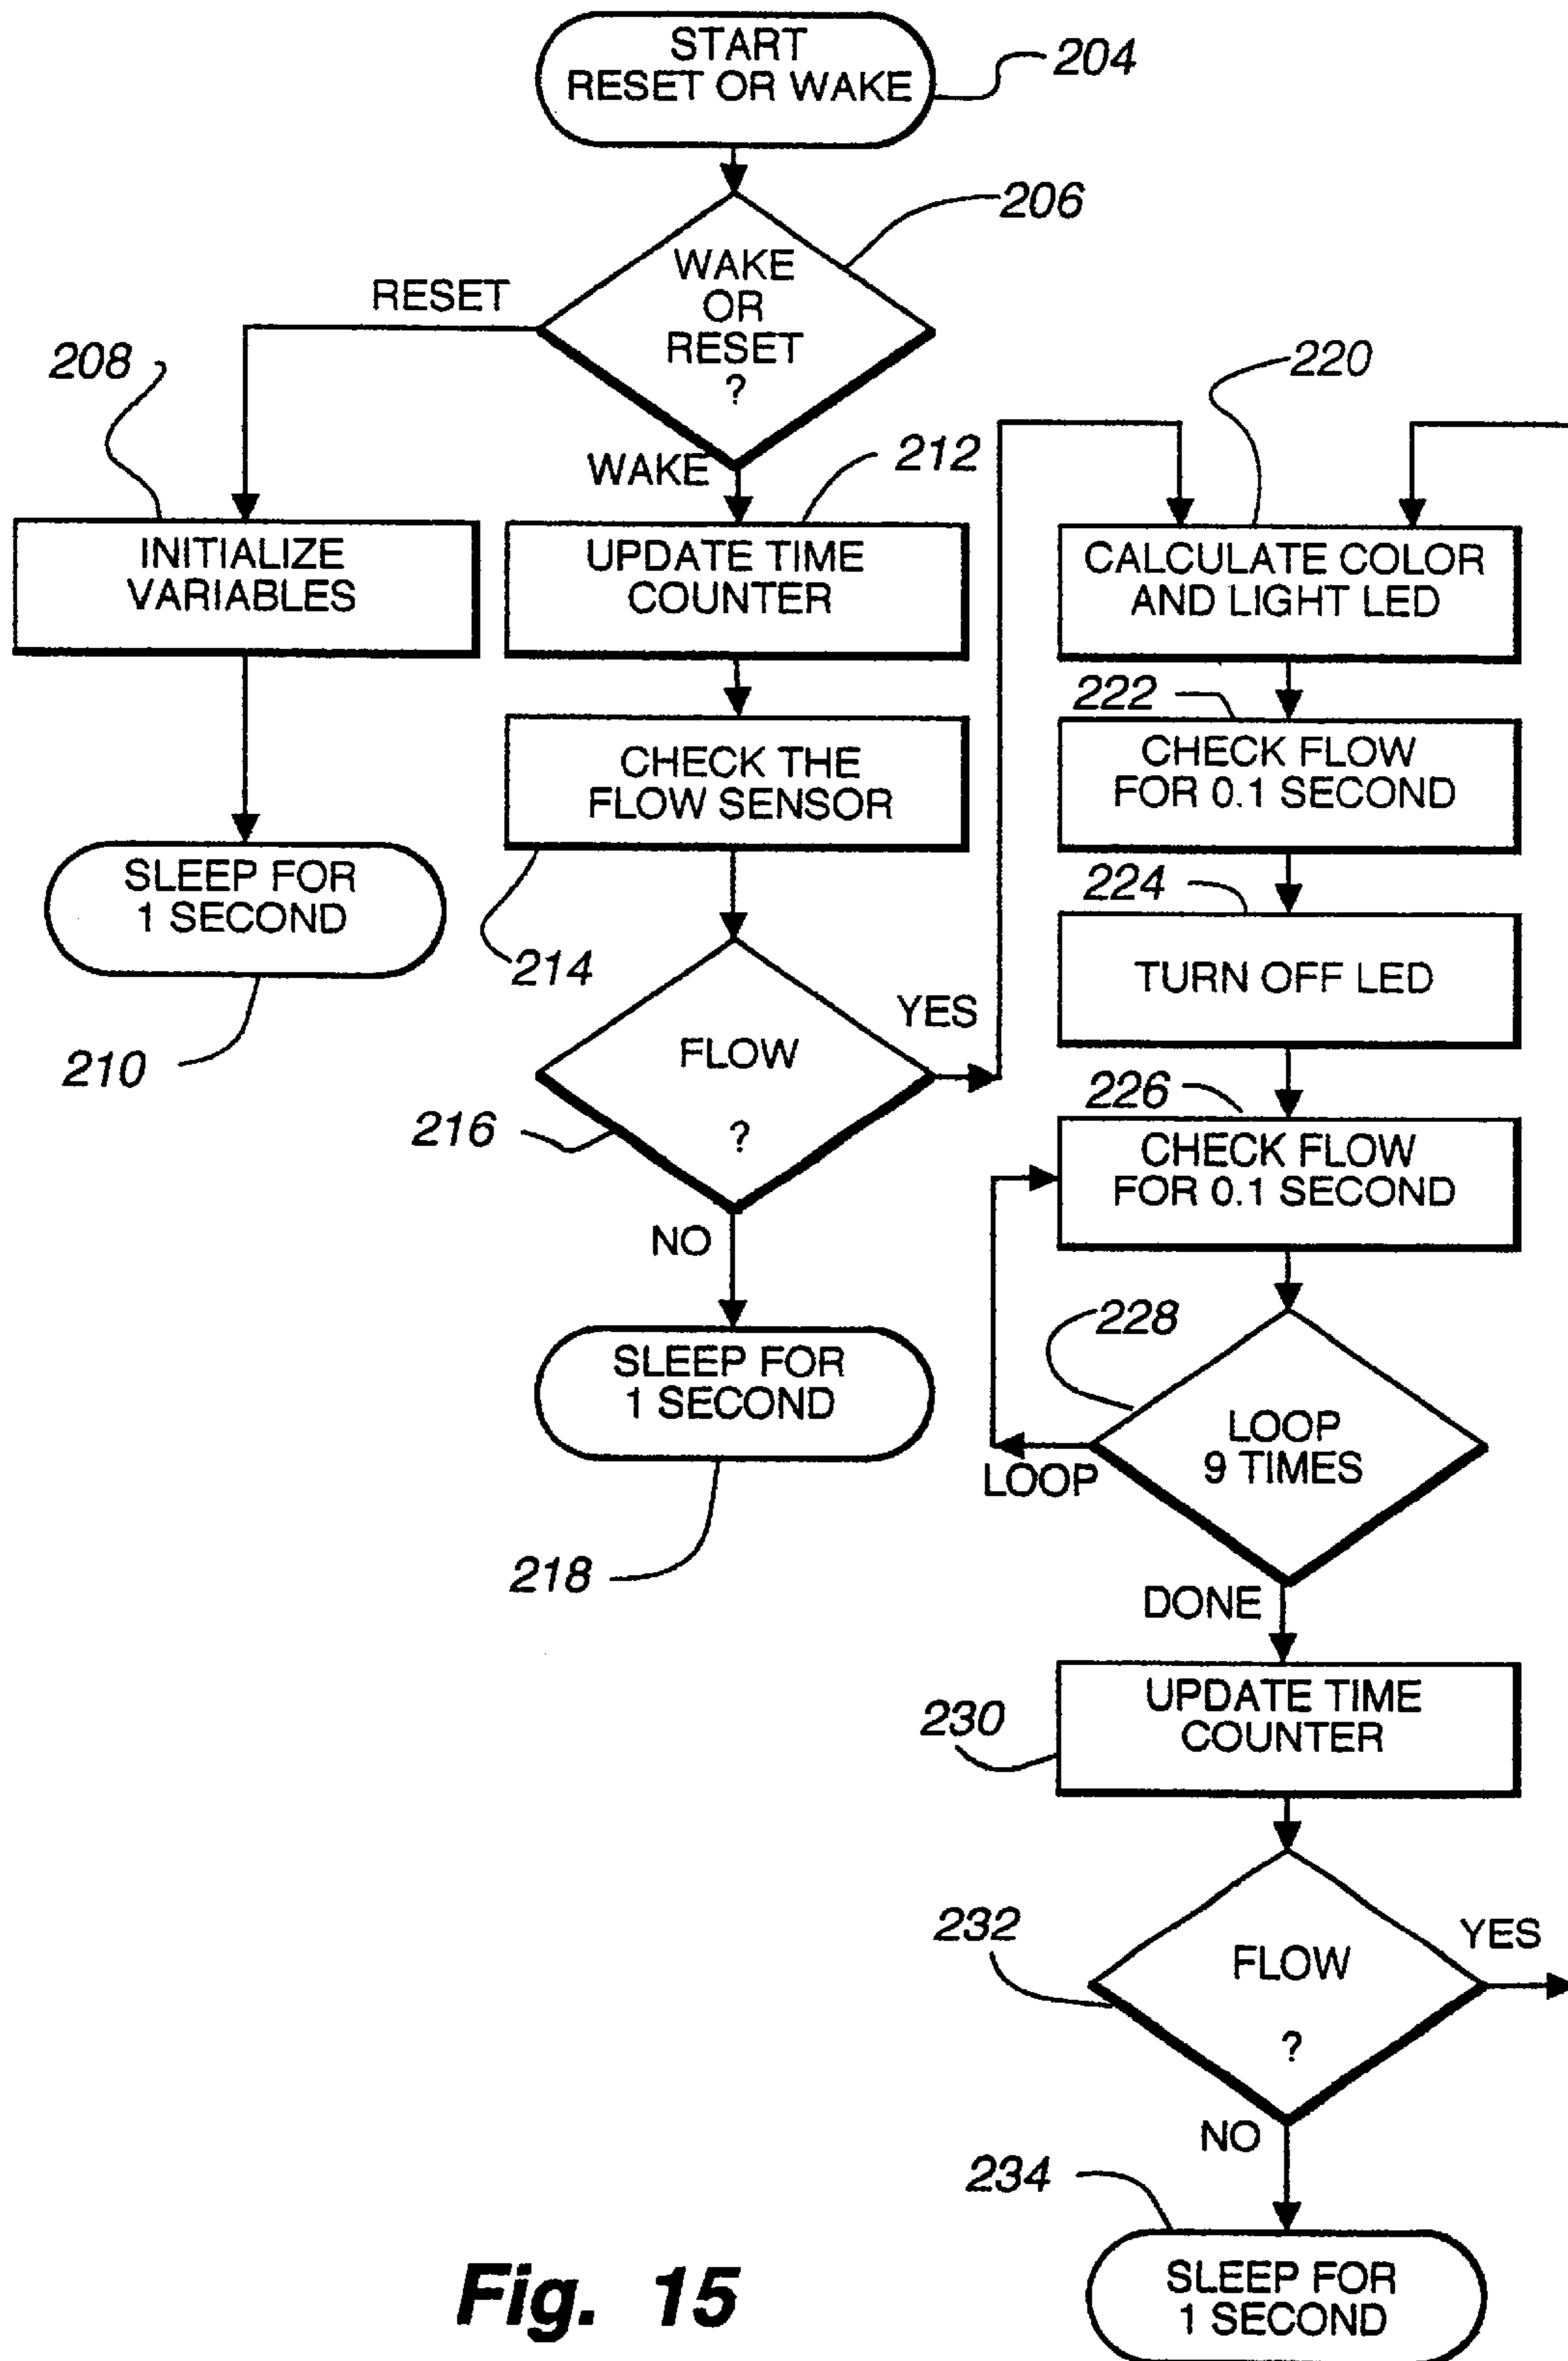 START
RESET OR WAKE
204
206
WAKE
OR
RESET
?
RESET
208
INITIALIZE
VARIABLES
SLEEP FOR
1 SECOND
210
WAKE
212
UPDATE TIME
COUNTER
CHECK THE
FLOW SENSOR
214
FLOW
?
216
YES
NO
SLEEP FOR
1 SECOND
218
220
CALCULATE COLOR
AND LIGHT LED
222
CHECK FLOW
FOR 0.1 SECOND
224
TURN OFF LED
226
CHECK FLOW
FOR 0.1 SECOND
228
LOOP
9 TIMES
LOOP
DONE
UPDATE TIME
COUNTER
230
232
FLOW
?
YES
NO
234
SLEEP FOR
1 SECOND
Fig. 15